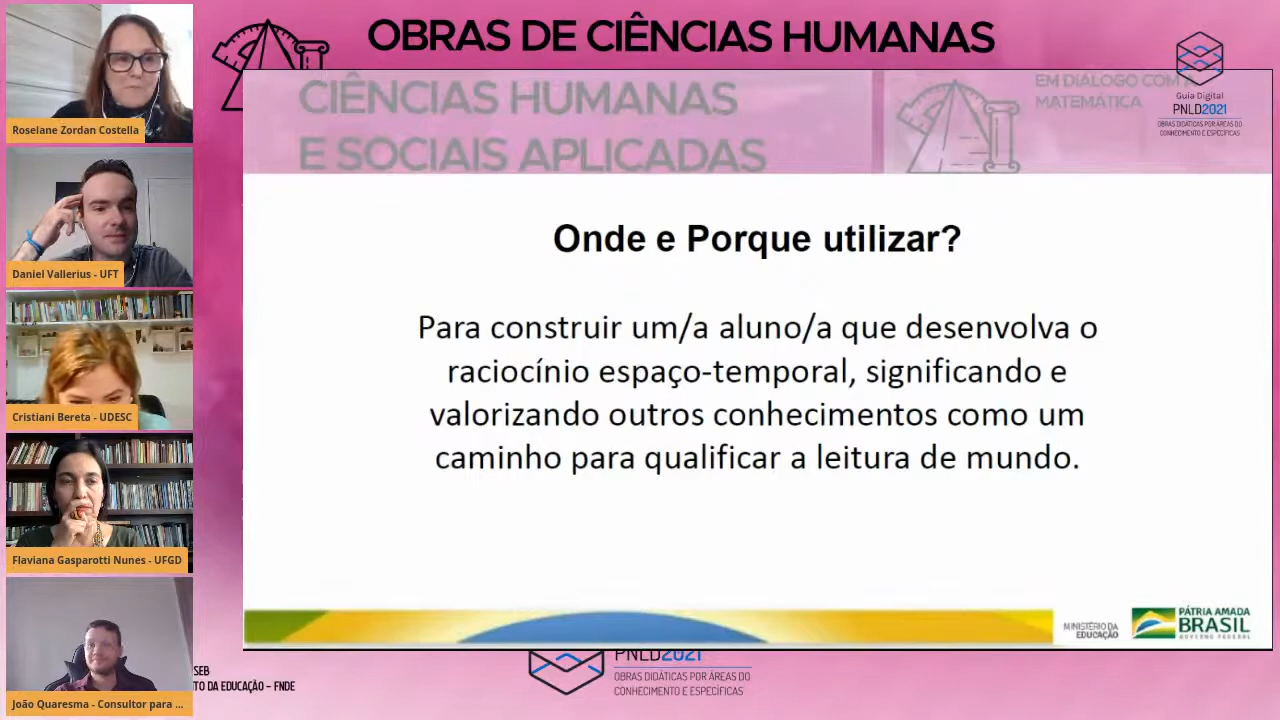 OBRAS DE CIÊNCIAS HUMANAS
CIÊNCIAS HUMANAS
E SOCIAIS APLICADAS
EM DIÁLOGO COM A
MATEMÁTICA
Guia Digital
PNLD2021
OBRAS DIDÁTICAS POR ÁREAS DO
CONHECIMENTO E ESPECÍFICAS
Roselane Zordan Costella
Daniel Vallerius - UFT
Cristiani Bereta - UDESC
Flaviana Gasparotti Nunes - UFGD
João Quaresma - Consultor para ...
Onde e Porque utilizar?
Para construir um/a aluno/a que desenvolva o
raciocínio espaço-temporal, significando e
valorizando outros conhecimentos como um
caminho para qualificar a leitura de mundo.
MINISTÉRIO DA
EDUCAÇÃO
PÁTRIA AMADA
BRASIL
GOVERNO FEDERAL
SEB
TO DA EDUCAÇÃO – FNDE
PNLD2021
OBRAS DIDÁTICAS POR ÁREAS DO
CONHECIMENTO E ESPECÍFICAS